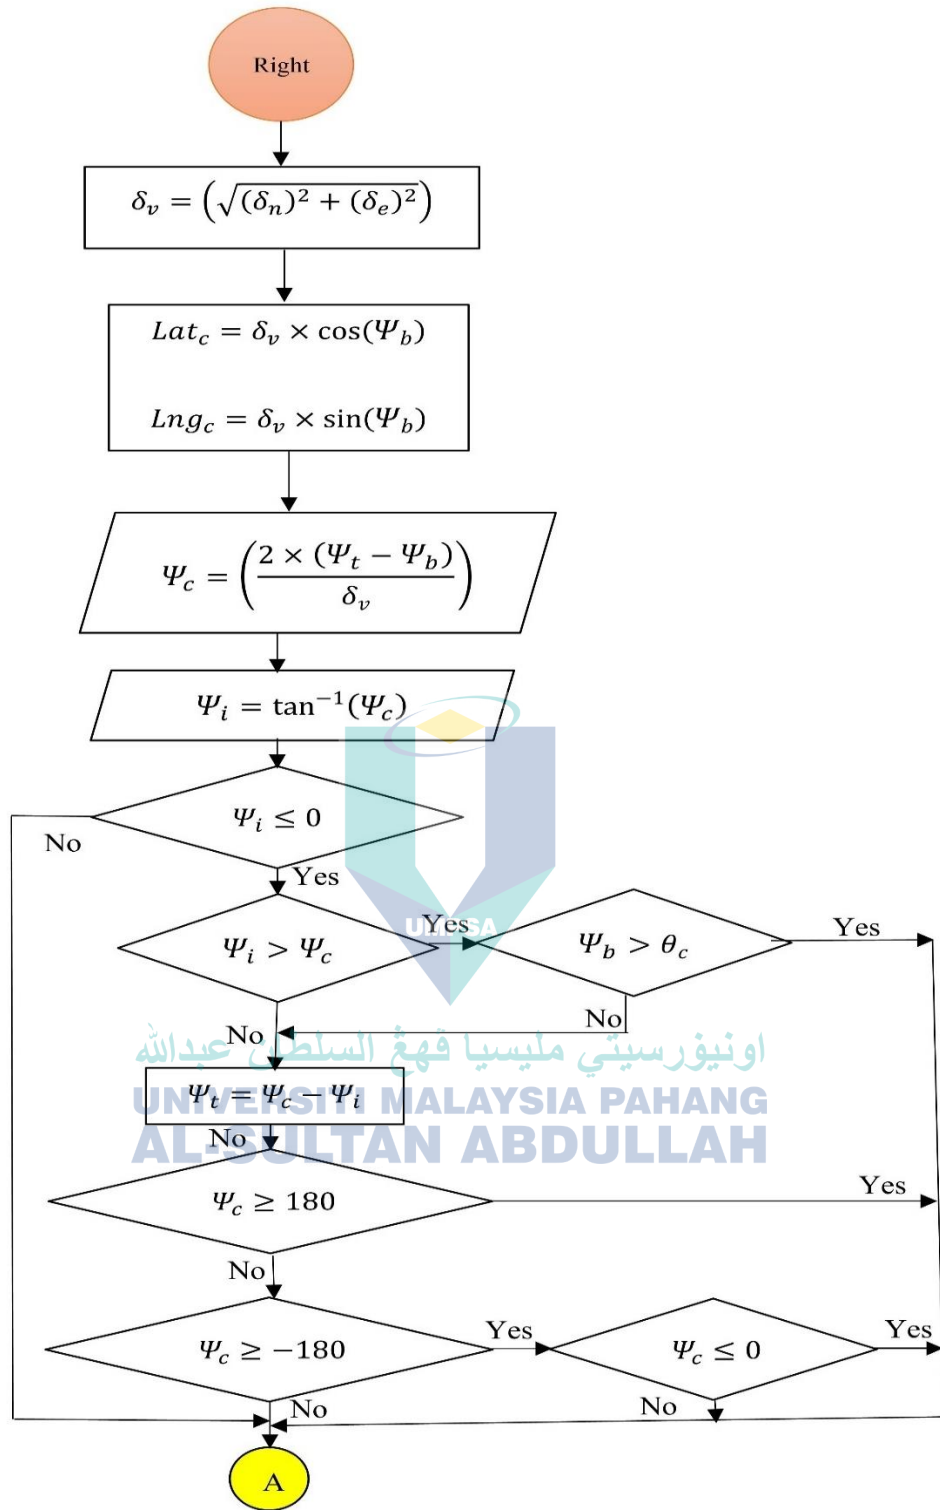 Right
δ_v = (√((δ_n)² + (δ_e)²))
Lat_c = δ_v × cos(Ψ_b)
Lng_c = δ_v × sin(Ψ_b)
Ψ_c = ((2 × (Ψ_t − Ψ_b)) / δ_v)
Ψ_i = tan⁻¹(Ψ_c)
Ψ_i ≤ 0
No
Yes
Ψ_i > Ψ_c
Yes
UMPSA
Ψ_b > θ_c
Yes
No
No
اونيۏرسيتي مليسيا ڤهڠ السلطان عبدالله
Ψ_t = Ψ_c − Ψ_i
UNIVERSITI MALAYSIA PAHANG
No
AL-SULTAN ABDULLAH
Ψ_c ≥ 180
Yes
No
Ψ_c ≥ −180
Yes
Ψ_c ≤ 0
Yes
No
No
A